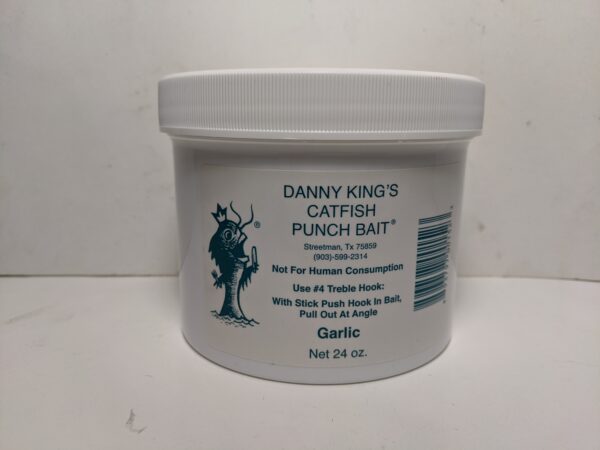 DANNY KING'S
CATFISH
PUNCH BAIT®
Streetman, Tx 75859
(903)-599-2314
Not For Human Consumption
Use #4 Treble Hook:
With Stick Push Hook In Bait,
Pull Out At Angle
Garlic
Net 24 oz.
®